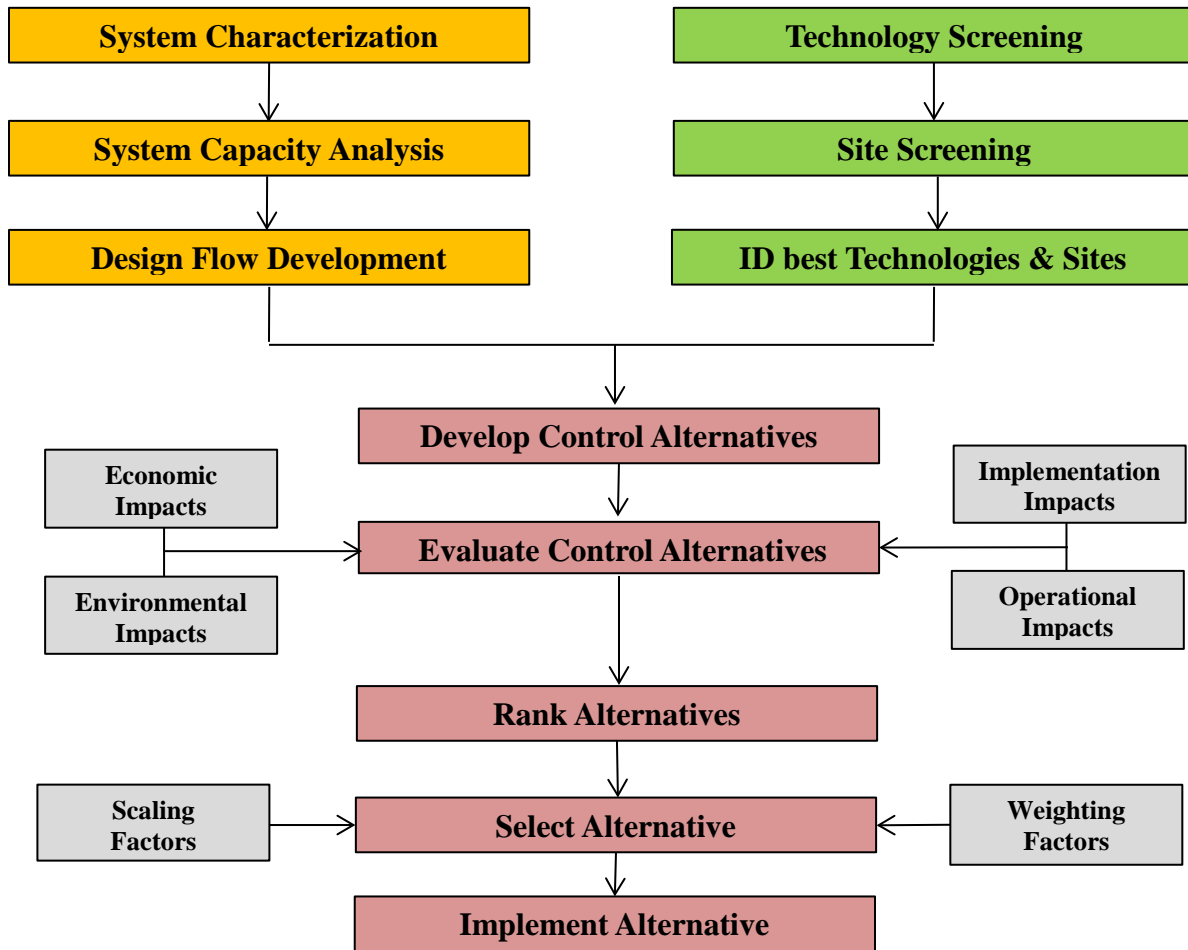 System Characterization
Technology Screening
System Capacity Analysis
Site Screening
Design Flow Development
ID best Technologies & Sites
Develop Control Alternatives
Economic
Impacts
Implementation
Impacts
Evaluate Control Alternatives
Environmental
Impacts
Operational
Impacts
Rank Alternatives
Scaling
Factors
Select Alternative
Weighting
Factors
Implement Alternative